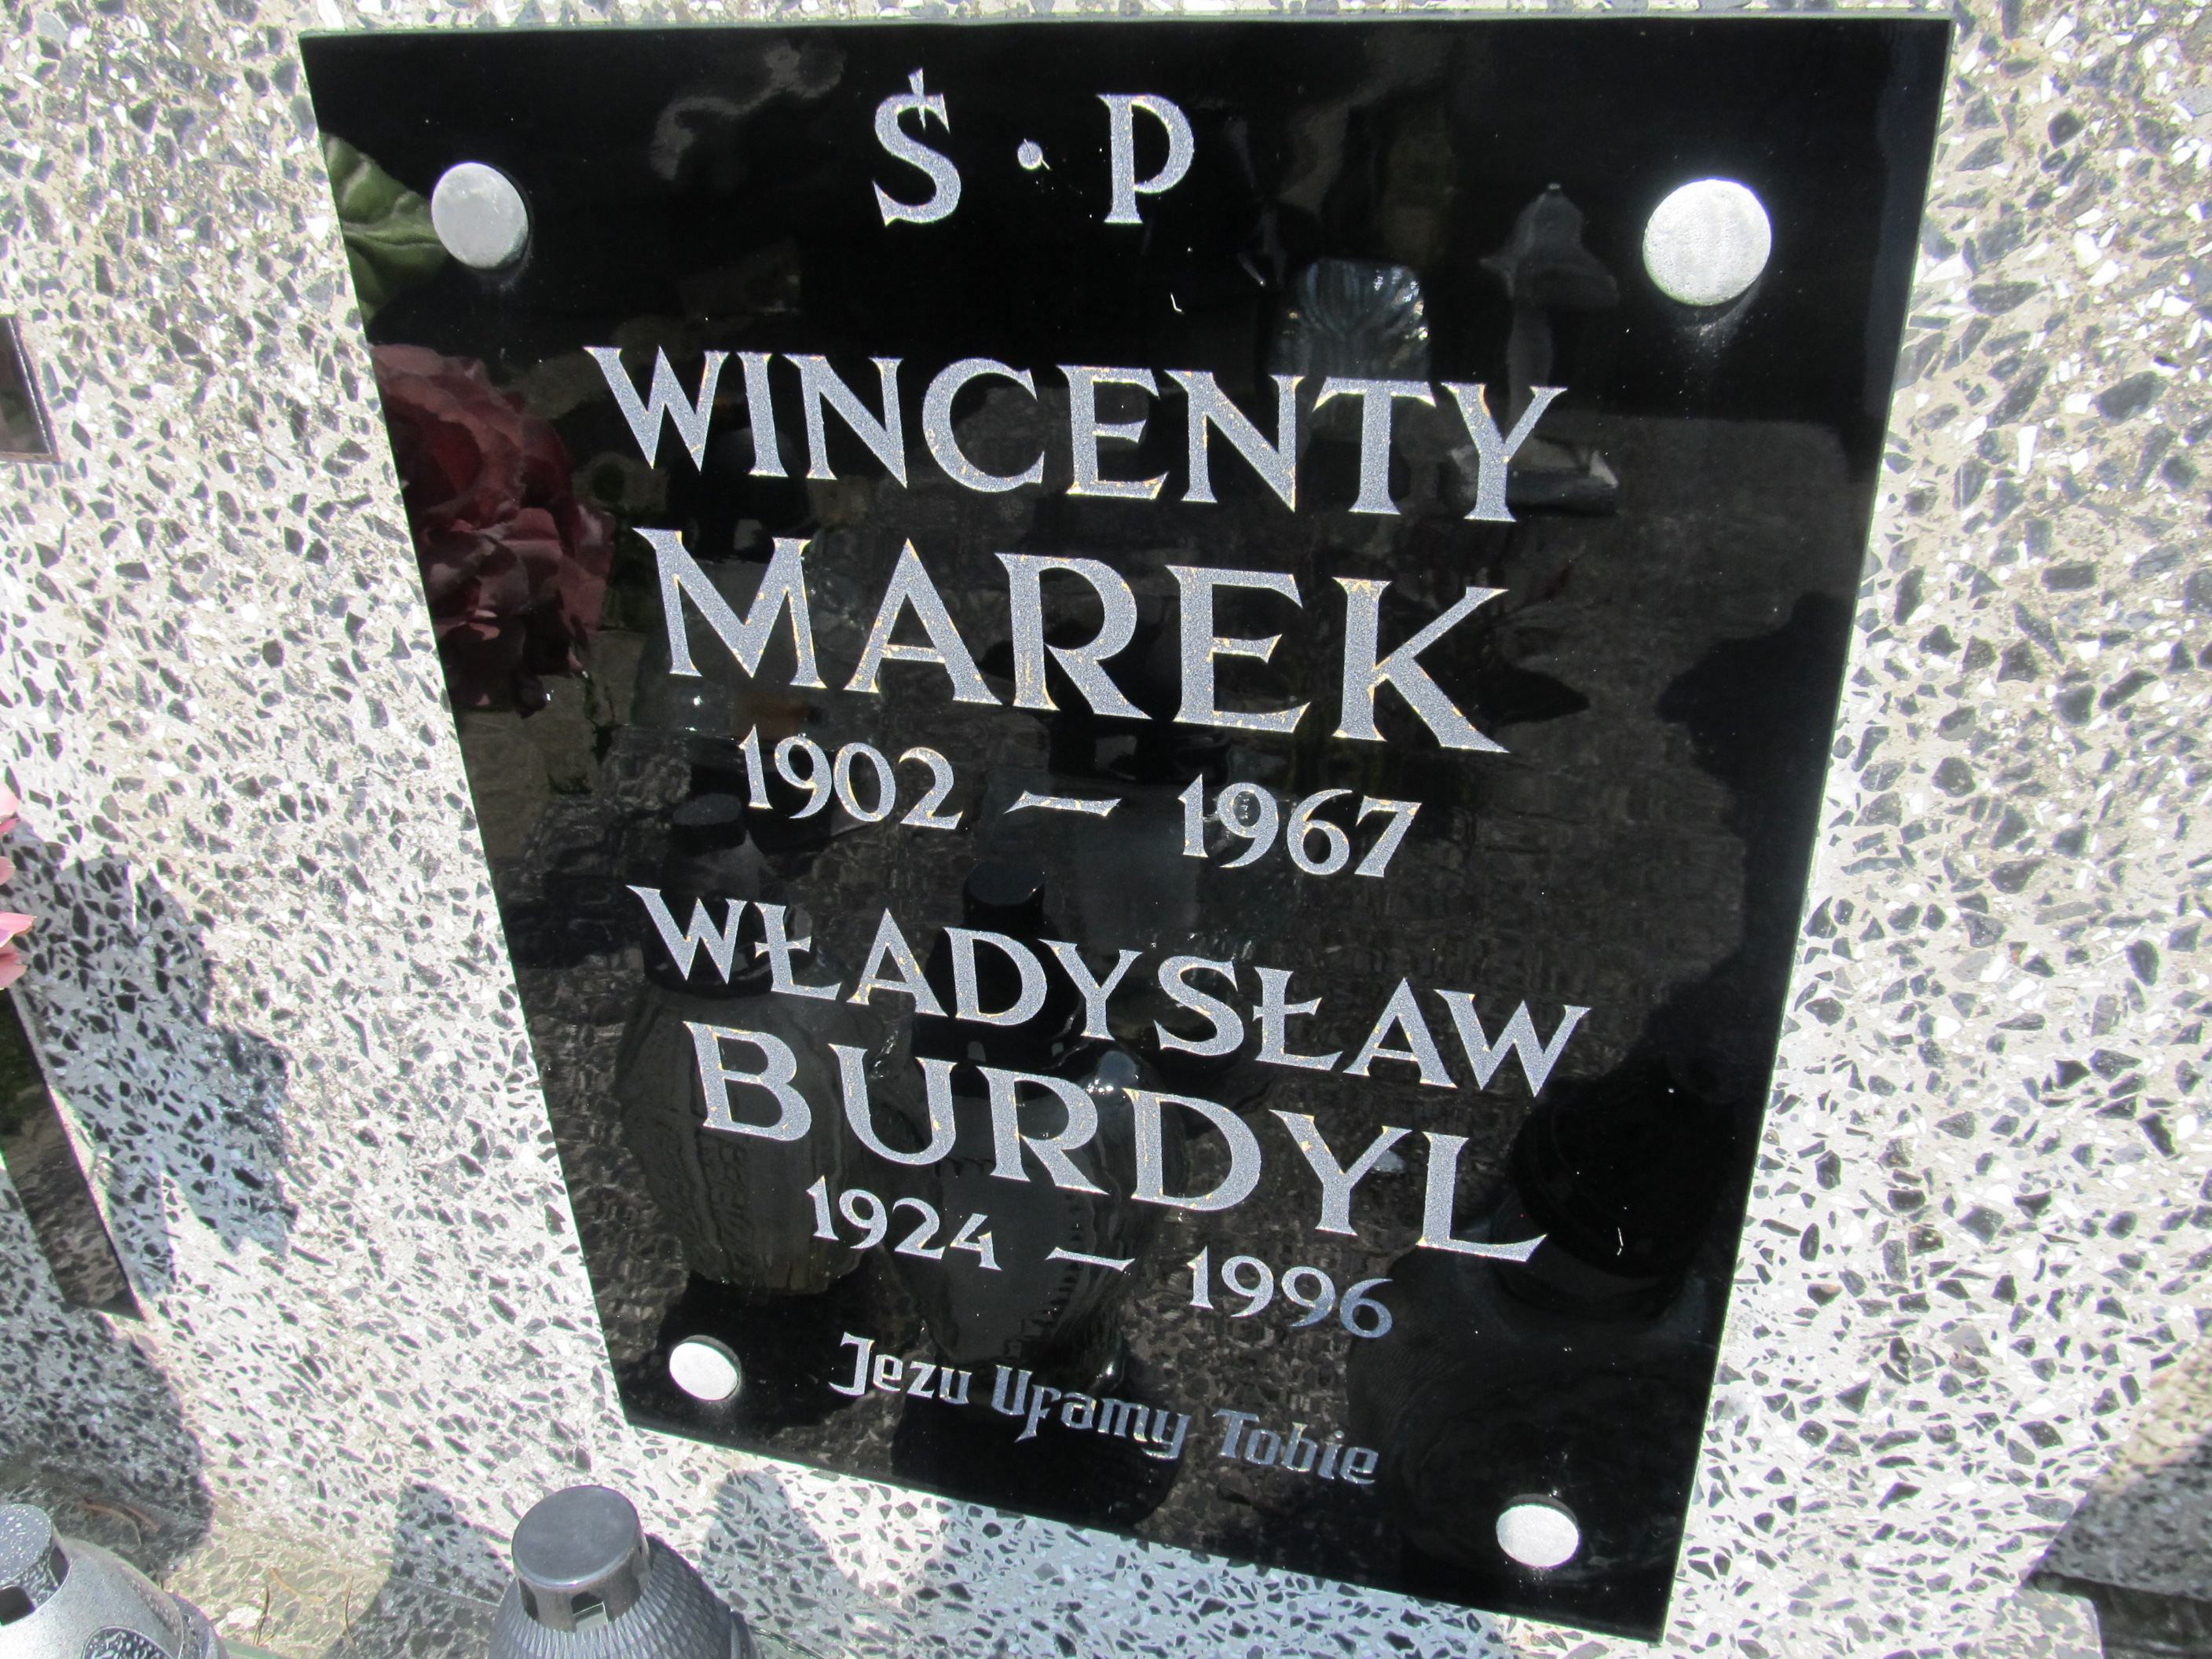 Ś · P
WINCENTY
MAREK
1902 — 1967
WŁADYSŁAW
BURDYL
1924 — 1996
Jezu Ufamy Tobie